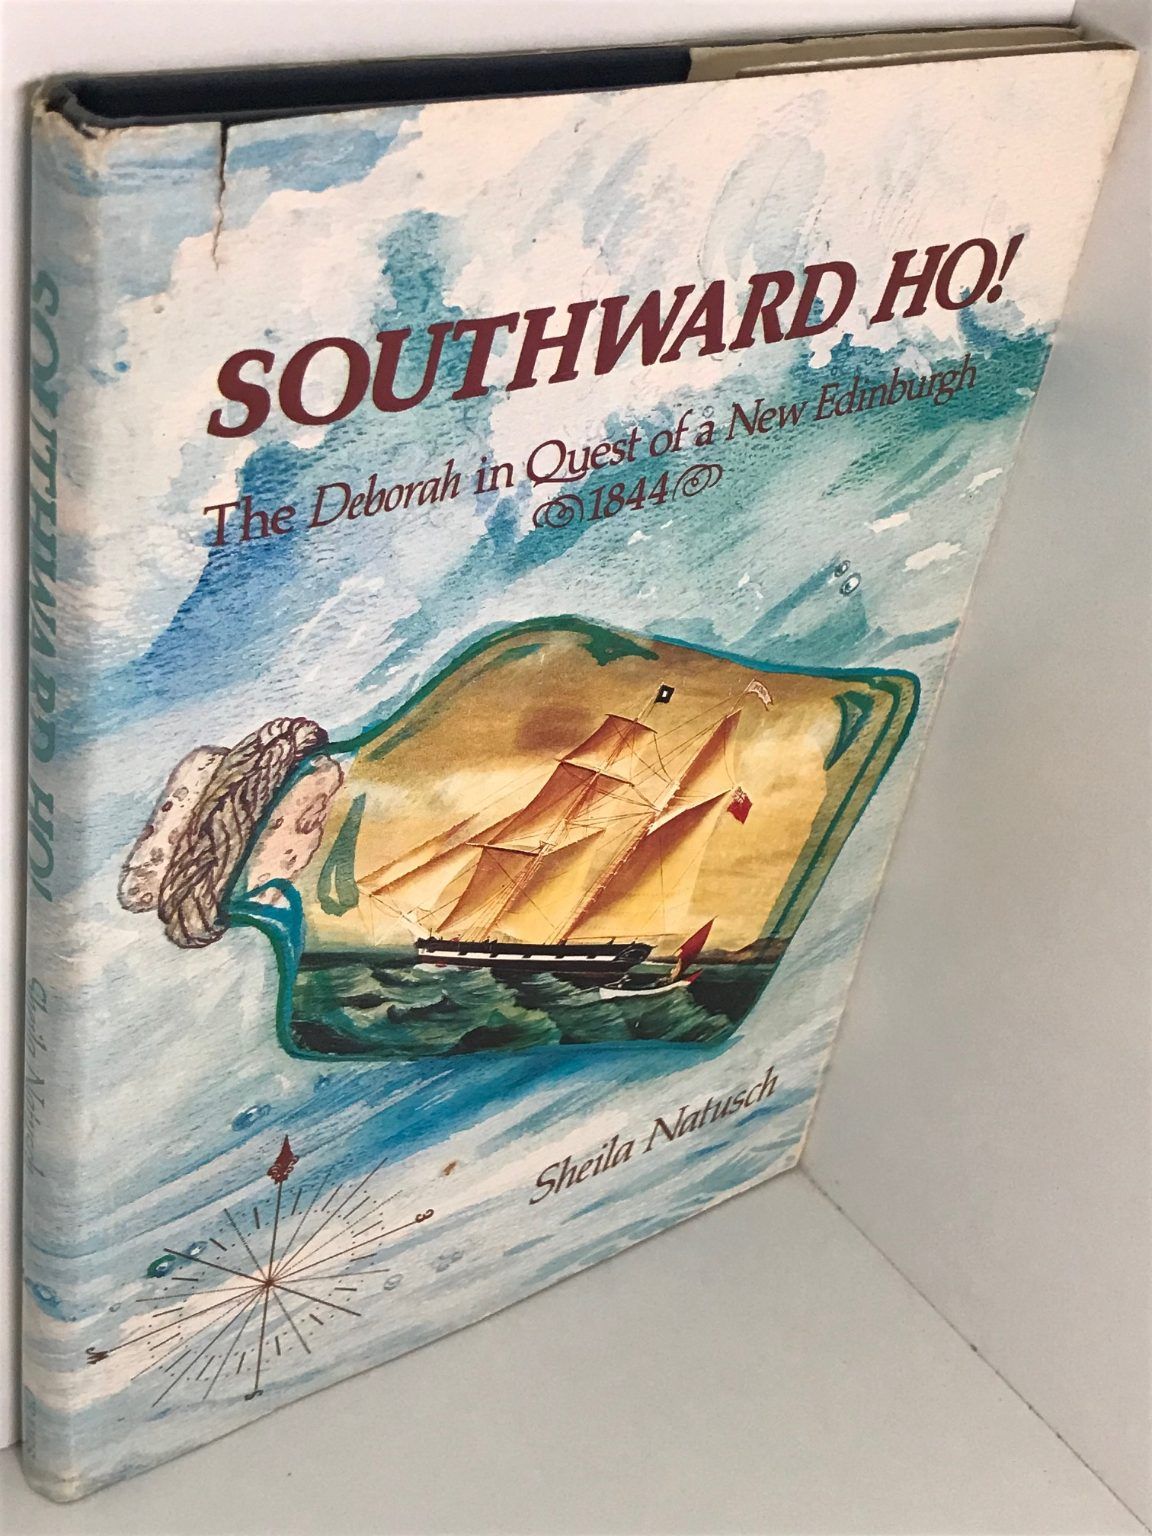 SOUTHWARD HO!
The Deborah in Quest of a New Edinburgh
1844
Sheila Natusch
W
S
SOUTHWARD HO!
Sheila Natusch